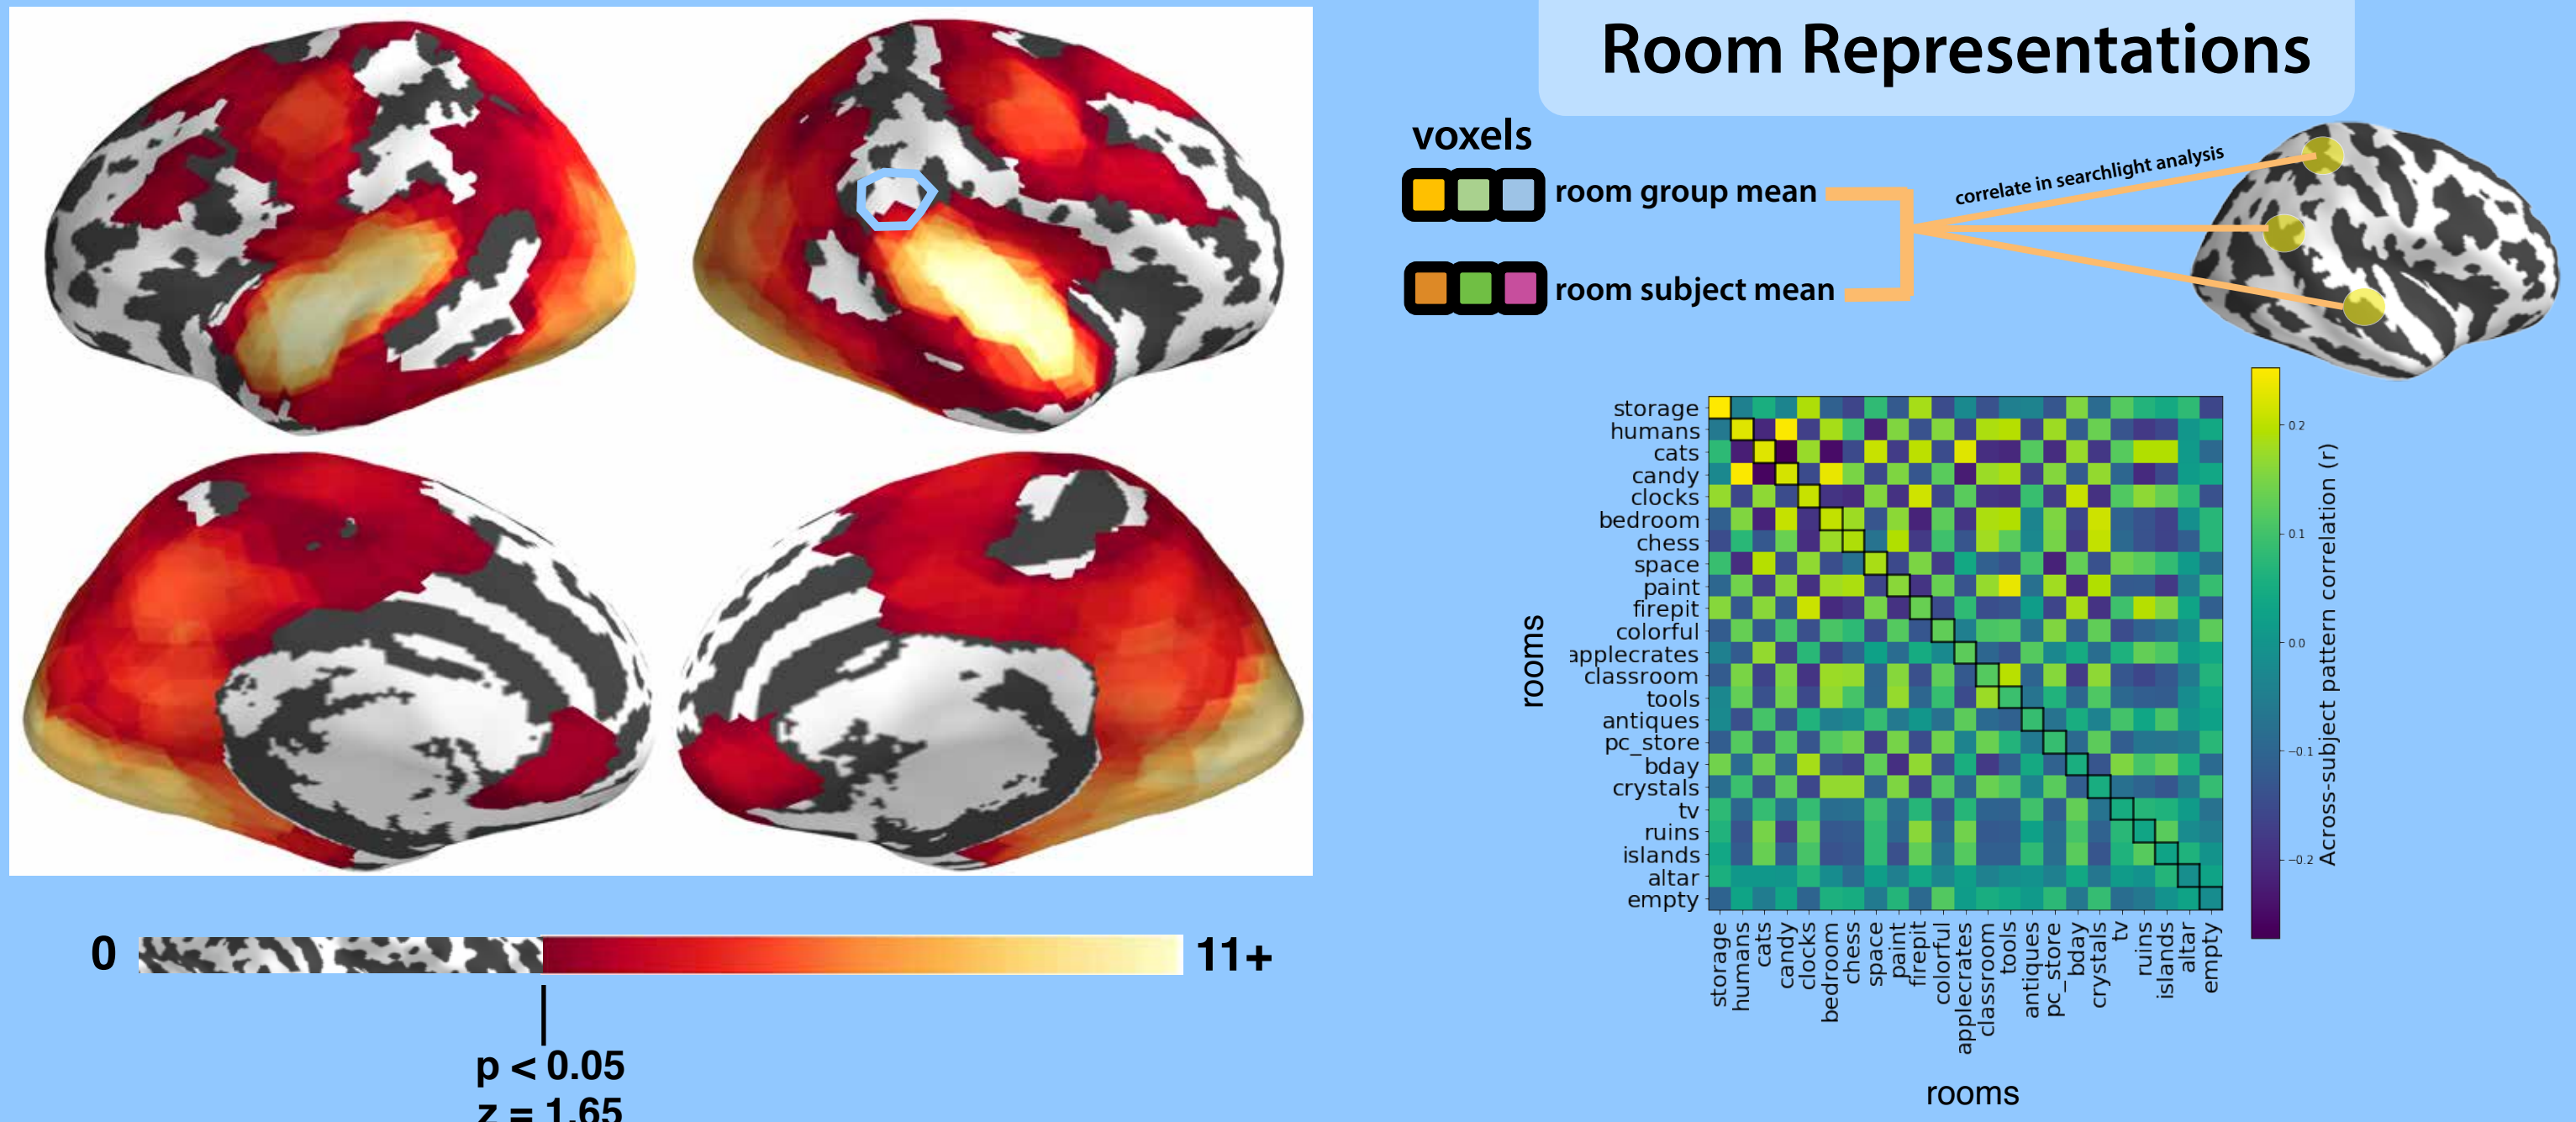 Room Representations
voxels
room group mean
room subject mean
correlate in searchlight analysis
storage
humans
cats
candy
clocks
bedroom
chess
space
paint
firepit
colorful
applecrates
classroom
tools
antiques
pc_store
bday
crystals
tv
ruins
islands
altar
empty
rooms
storage
humans
cats
candy
clocks
bedroom
chess
space
paint
firepit
colorful
applecrates
classroom
tools
antiques
pc_store
bday
crystals
tv
ruins
islands
altar
empty
rooms
0.2
0.1
0.0
−0.1
−0.2
Across-subject pattern correlation (r)
0
11+
p < 0.05
z = 1.65